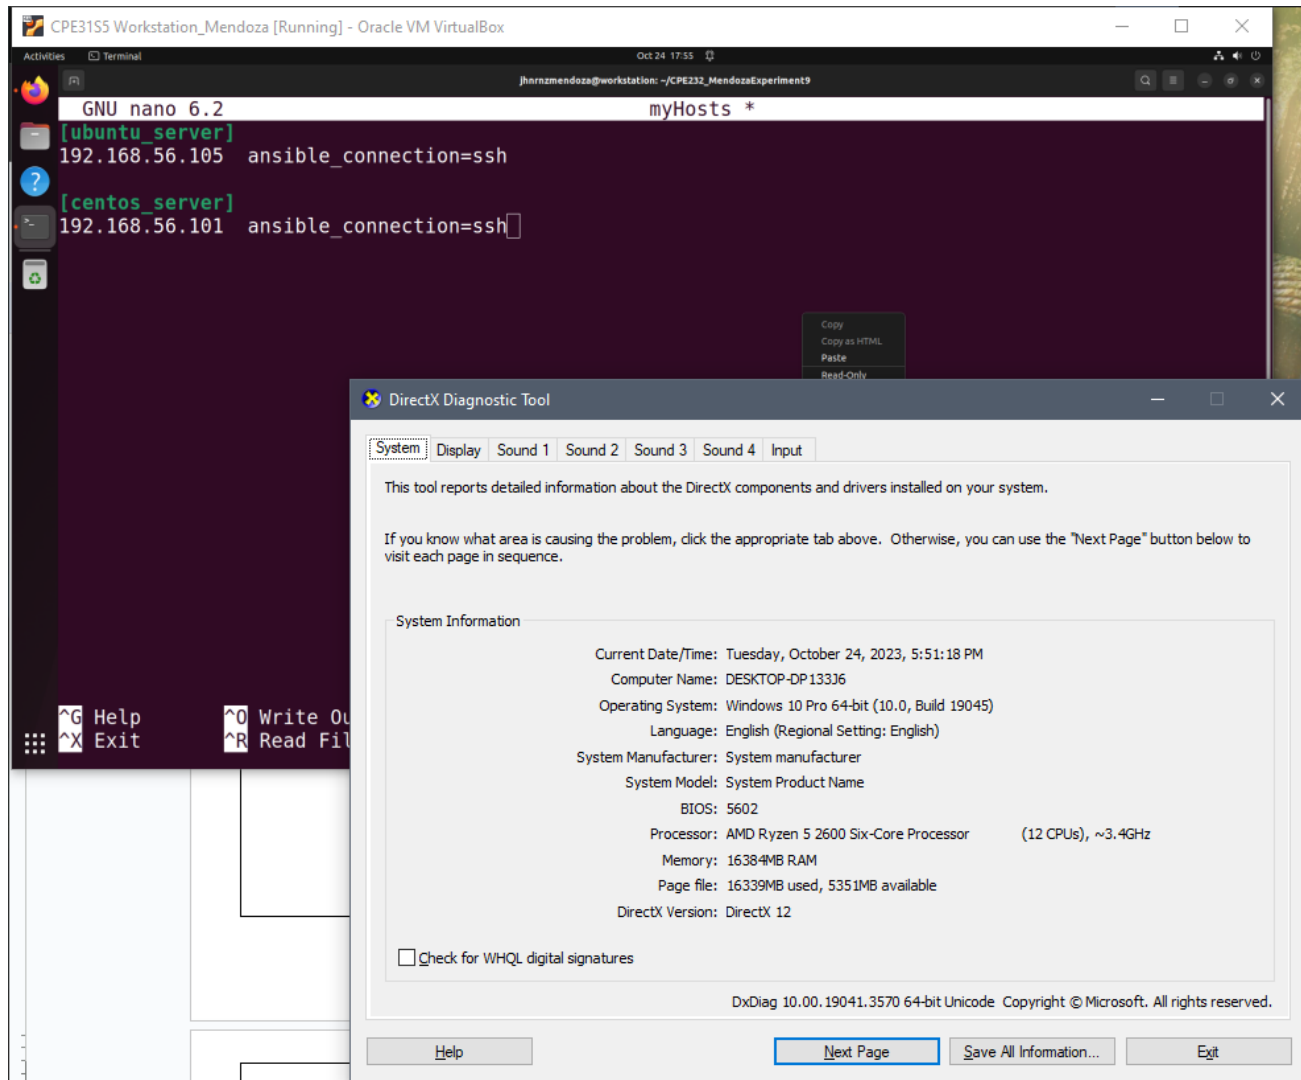 CPE31S5 Workstation_Mendoza [Running] - Oracle VM VirtualBox
Activities Terminal Oct 24 17:55
jhnrnzmendoza@workstation: ~/CPE232_MendozaExperiment9
GNU nano 6.2 myHosts *
[ubuntu_server]
192.168.56.105 ansible_connection=ssh
[centos_server]
192.168.56.101 ansible_connection=ssh
Copy
Copy as HTML
Paste
Read-Only
^G Help ^O Write Ou
^X Exit ^R Read Fil
DirectX Diagnostic Tool
System Display Sound 1 Sound 2 Sound 3 Sound 4 Input
This tool reports detailed information about the DirectX components and drivers installed on your system.
If you know what area is causing the problem, click the appropriate tab above. Otherwise, you can use the "Next Page" button below to
visit each page in sequence.
System Information
Current Date/Time: Tuesday, October 24, 2023, 5:51:18 PM
Computer Name: DESKTOP-DP133J6
Operating System: Windows 10 Pro 64-bit (10.0, Build 19045)
Language: English (Regional Setting: English)
System Manufacturer: System manufacturer
System Model: System Product Name
BIOS: 5602
Processor: AMD Ryzen 5 2600 Six-Core Processor (12 CPUs), ~3.4GHz
Memory: 16384MB RAM
Page file: 16339MB used, 5351MB available
DirectX Version: DirectX 12
Check for WHQL digital signatures
DxDiag 10.00.19041.3570 64-bit Unicode Copyright © Microsoft. All rights reserved.
Help Next Page Save All Information... Exit